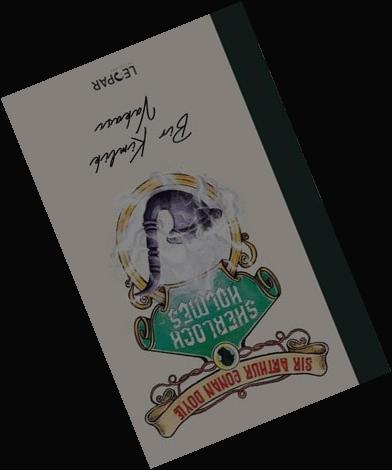 SIR ARTHUR CONAN DOYLE
SHERLOCK
HOLMES
Bir Kimlik
Vakası
LEOPAR